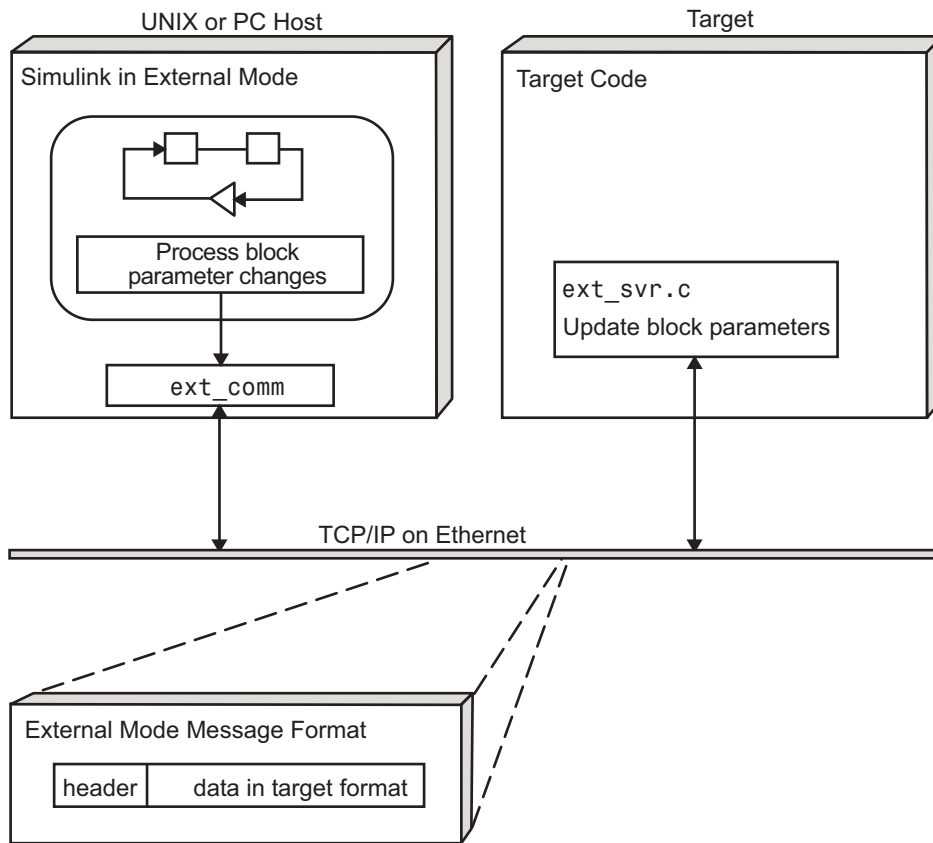 UNIX or PC Host
Target
Simulink in External Mode
Target Code
Process block
parameter changes
ext_svr.c
Update block parameters
ext_comm
TCP/IP on Ethernet
External Mode Message Format
header
data in target format